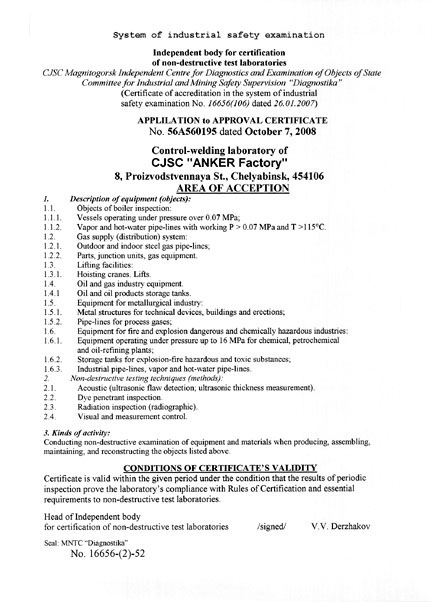 System of industrial safety examination
Independent body for certification
of non-destructive test laboratories
CJSC Magnitogorsk Independent Centre for Diagnostics and Examination of Objects of State
Committee for Industrial and Mining Safety Supervision "Diagnostika"
(Certificate of accreditation in the system of industrial
safety examination No. 16656(106) dated 26.01.2007)
APPLILATION to APPROVAL CERTIFICATE
No. 56A560195 dated October 7, 2008
Control-welding laboratory of
CJSC "ANKER Factory"
8, Proizvodstvennaya St., Chelyabinsk, 454106
AREA OF ACCEPTION
1. Description of equipment (objects):
1.1. Objects of boiler inspection:
1.1.1. Vessels operating under pressure over 0.07 MPa;
1.1.2. Vapor and hot-water pipe-lines with working P > 0.07 MPa and T >115°C.
1.2. Gas supply (distribution) system:
1.2.1. Outdoor and indoor steel gas pipe-lines;
1.2.2. Parts, junction units, gas equipment.
1.3. Lifting facilities:
1.3.1. Hoisting cranes. Lifts.
1.4. Oil and gas industry equipment.
1.4.1 Oil and oil products storage tanks.
1.5. Equipment for metallurgical industry:
1.5.1. Metal structures for technical devices, buildings and erections;
1.5.2. Pipe-lines for process gases;
1.6. Equipment for fire and explosion dangerous and chemically hazardous industries:
1.6.1. Equipment operating under pressure up to 16 MPa for chemical, petrochemical
and oil-refining plants;
1.6.2. Storage tanks for explosion-fire hazardous and toxic substances;
1.6.3. Industrial pipe-lines, vapor and hot-water pipe-lines.
2. Non-destructive testing techniques (methods):
2.1. Acoustic (ultrasonic flaw detection; ultrasonic thickness measurement).
2.2. Dye penetrant inspection.
2.3. Radiation inspection (radiographic).
2.4. Visual and measurement control.
3. Kinds of activity:
Conducting non-destructive examination of equipment and materials when producing, assembling,
maintaining, and reconstructing the objects listed above.
CONDITIONS OF CERTIFICATE'S VALIDITY
Certificate is valid within the given period under the condition that the results of periodic
inspection prove the laboratory's compliance with Rules of Certification and essential
requirements to non-destructive test laboratories.
Head of Independent body
for certification of non-destructive test laboratories /signed/ V.V. Derzhakov
Seal: MNTC "Diagnostika"
No. 16656-(2)-52